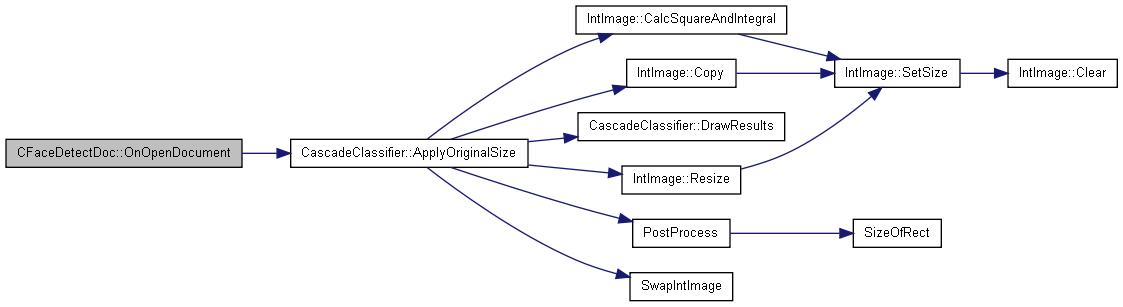 IntImage::CalcSquareAndIntegral
IntImage::Copy
IntImage::SetSize
IntImage::Clear
CascadeClassifier::DrawResults
CFaceDetectDoc::OnOpenDocument
CascadeClassifier::ApplyOriginalSize
IntImage::Resize
PostProcess
SizeOfRect
SwapIntImage